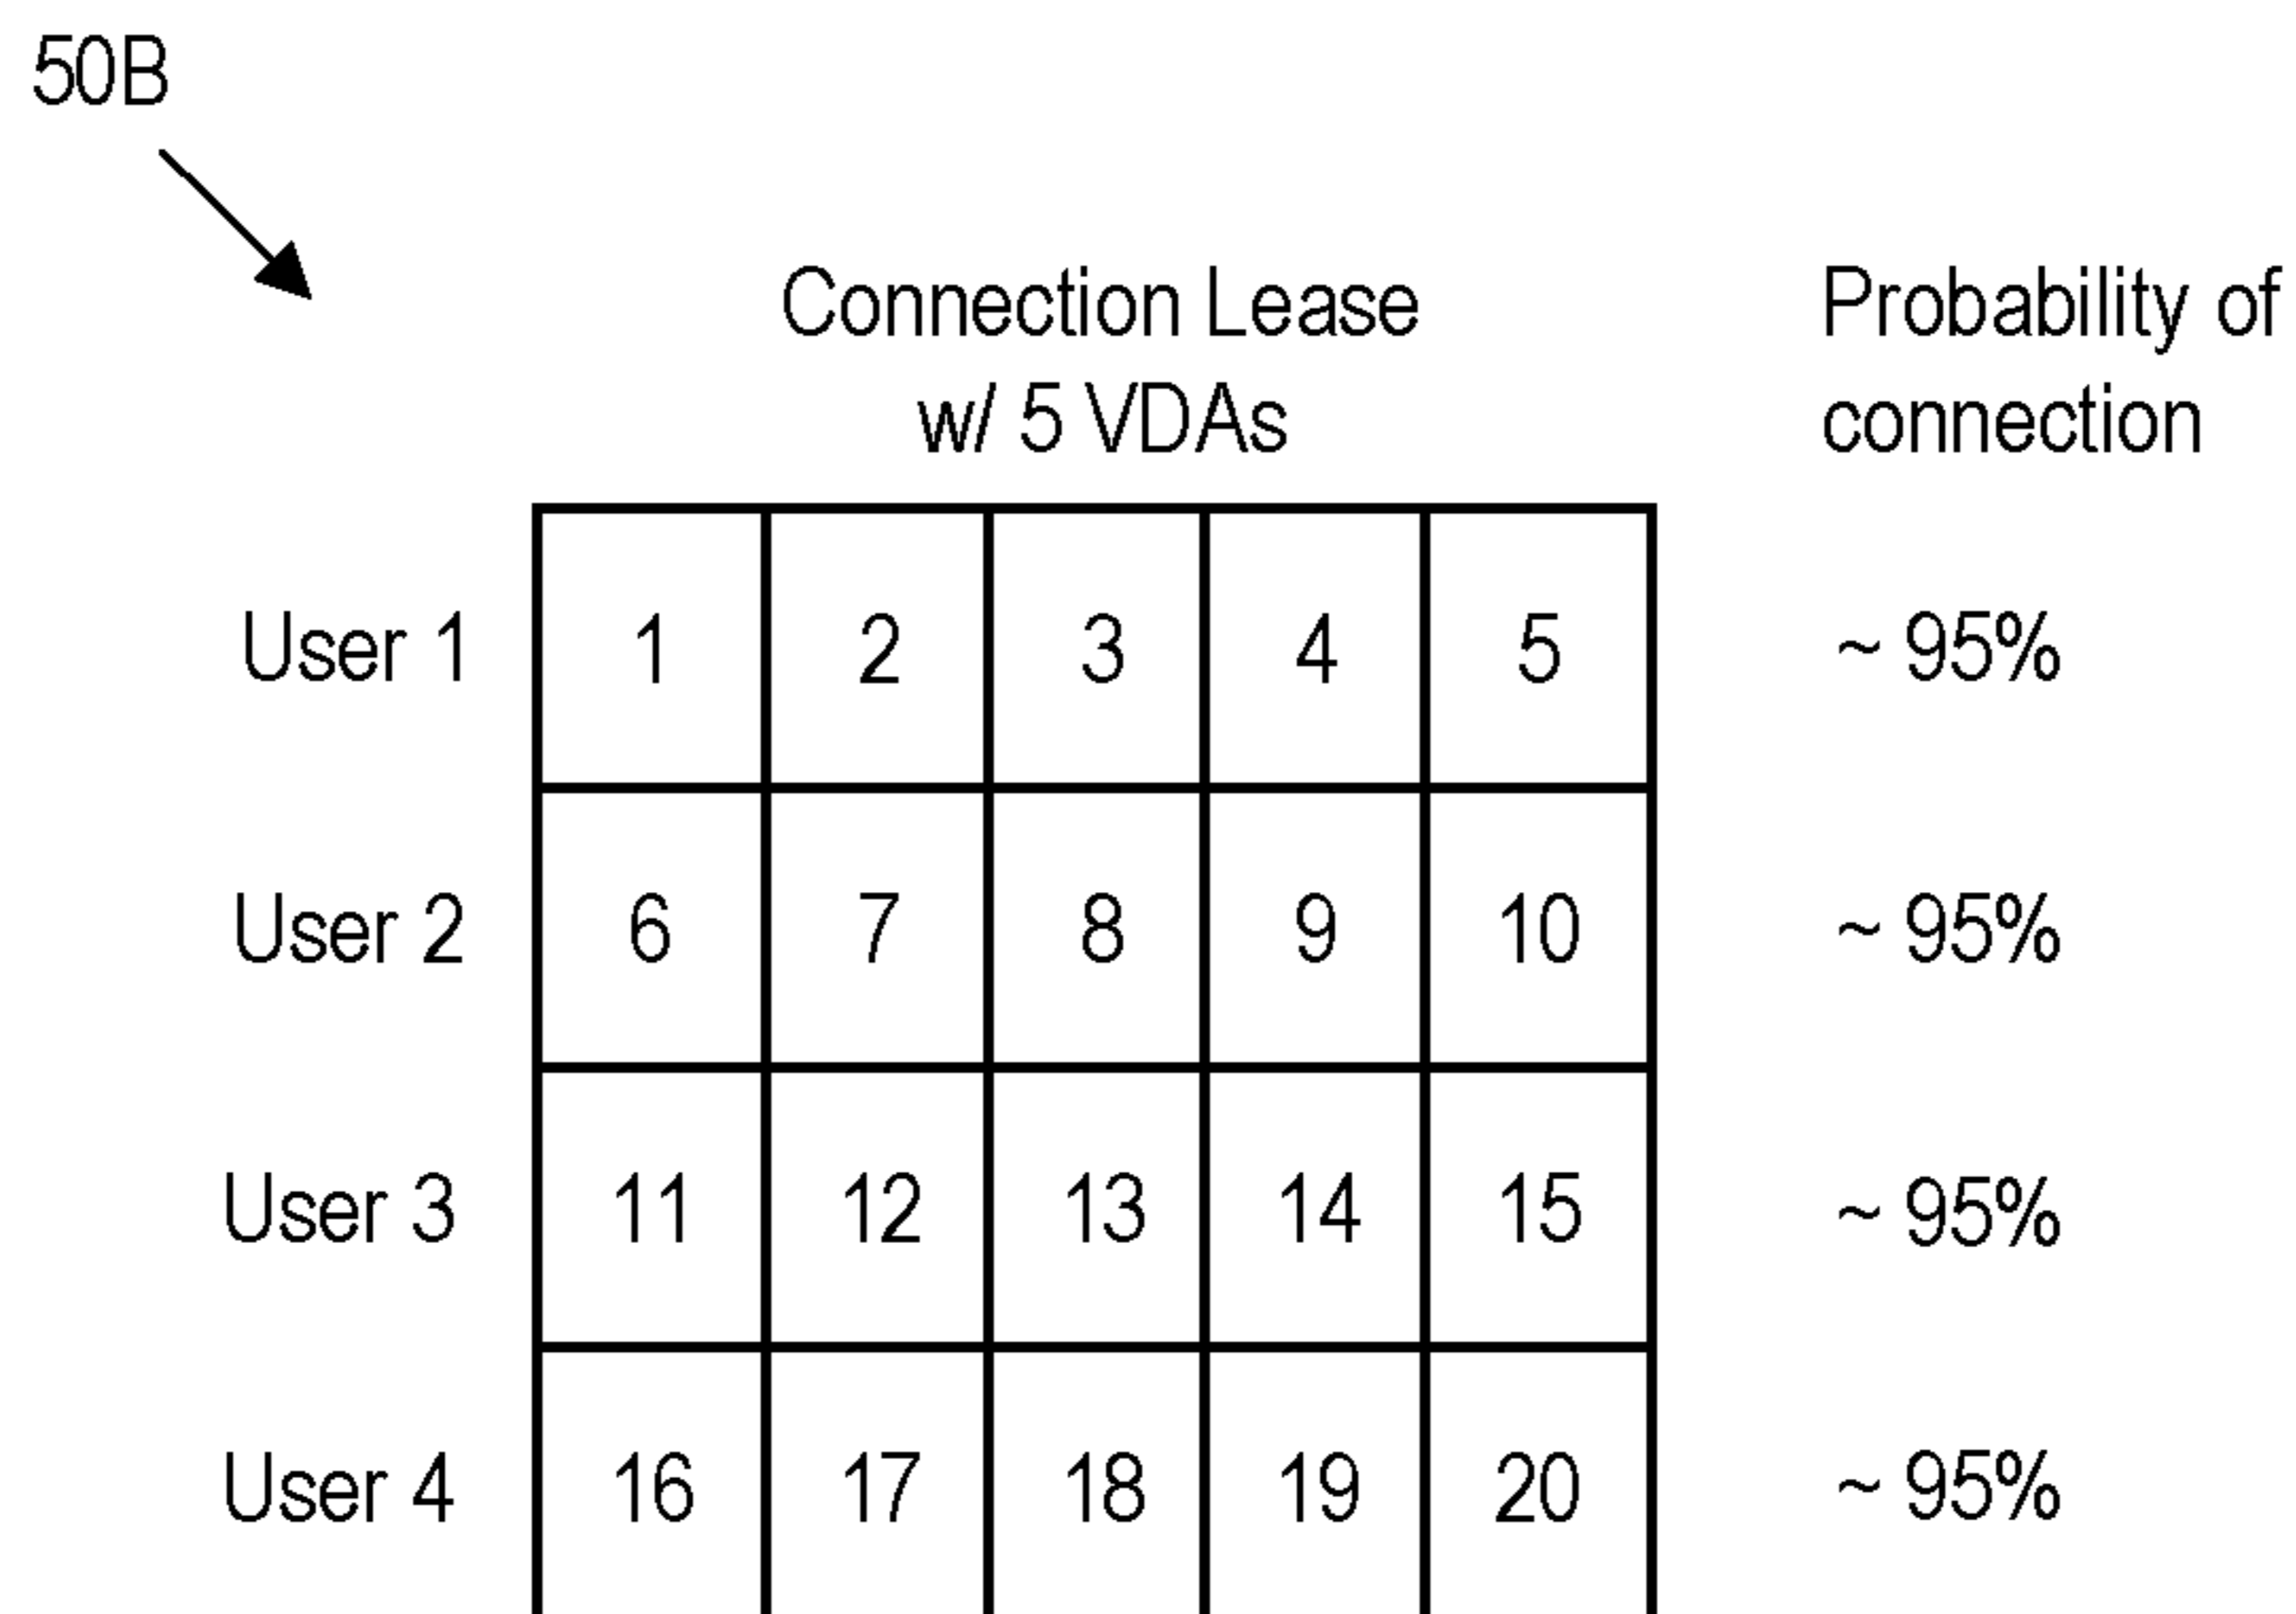 50B
Connection Lease
w/ 5 VDAs
Probability of
connection
User 1 1 2 3 4 5 ~ 95%
User 2 6 7 8 9 10 ~ 95%
User 3 11 12 13 14 15 ~ 95%
User 4 16 17 18 19 20 ~ 95%